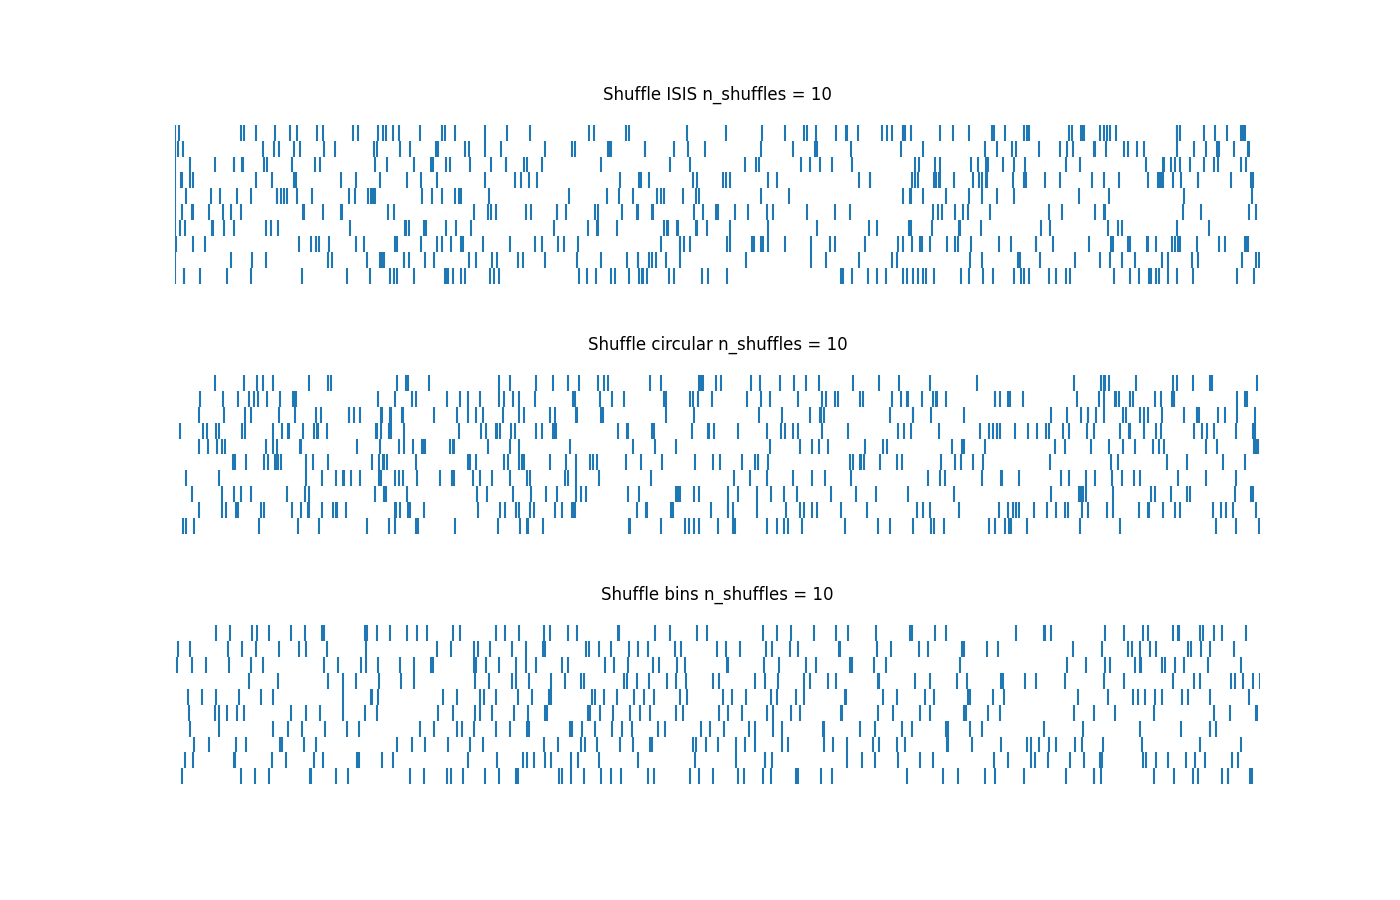 Shuffle ISIS n_shuffles = 10
Shuffle circular n_shuffles = 10
Shuffle bins n_shuffles = 10